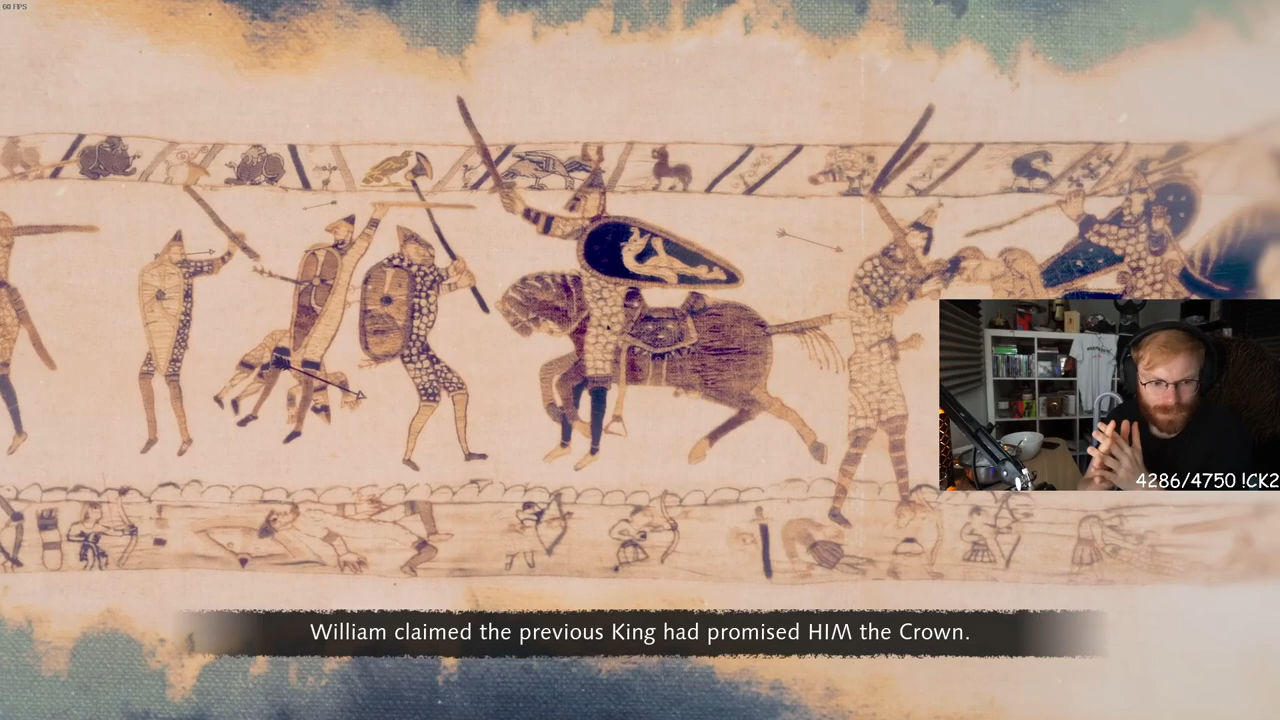 60 FPS
4286/4750 !CK2
William claimed the previous King had promised HIM the Crown.